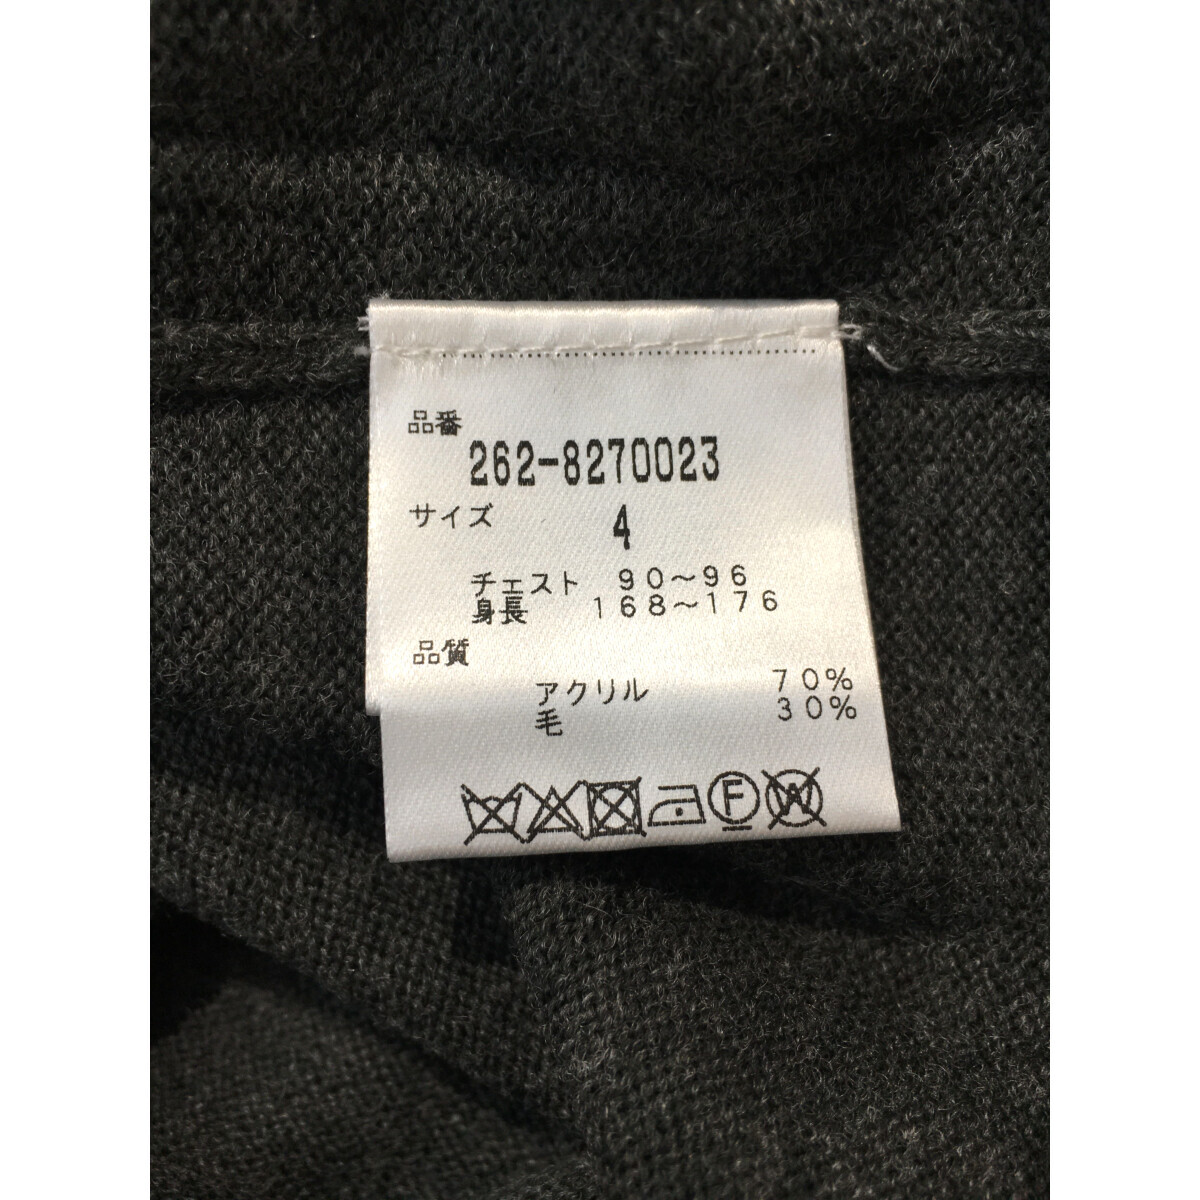 品番
262-8270023
サイズ 4
チェスト 90～96
身長 168～176
品質
アクリル 70%
毛 30%
F W